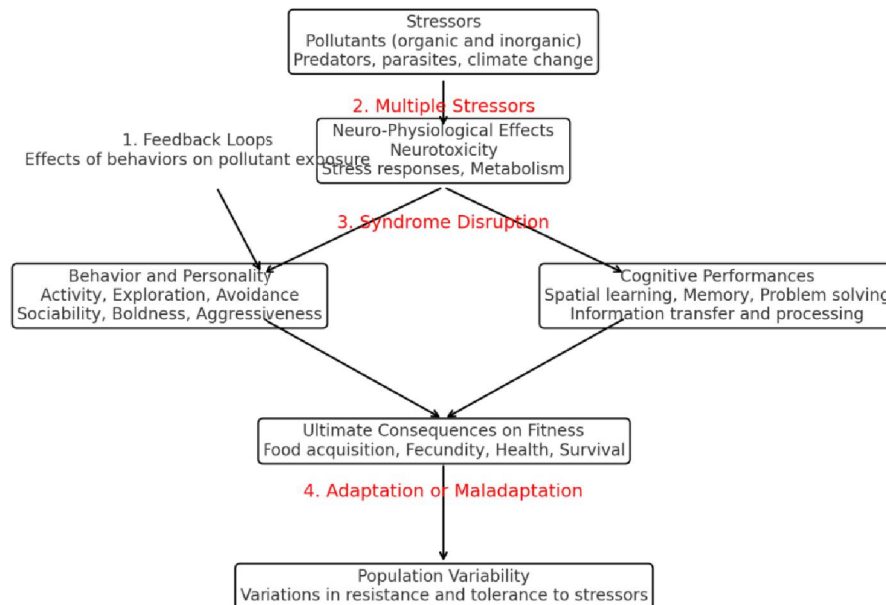 Stressors
Pollutants (organic and inorganic)
Predators, parasites, climate change
2. Multiple Stressors
1. Feedback Loops
Effects of behaviors on pollutant exposure
Neuro-Physiological Effects
Neurotoxicity
Stress responses, Metabolism
3. Syndrome Disruption
Behavior and Personality
Activity, Exploration, Avoidance
Sociability, Boldness, Aggressiveness
Cognitive Performances
Spatial learning, Memory, Problem solving
Information transfer and processing
Ultimate Consequences on Fitness
Food acquisition, Fecundity, Health, Survival
4. Adaptation or Maladaptation
Population Variability
Variations in resistance and tolerance to stressors